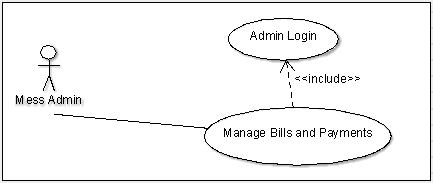 Admin Login
<<include>>
Mess Admin
Manage Bills and Payments